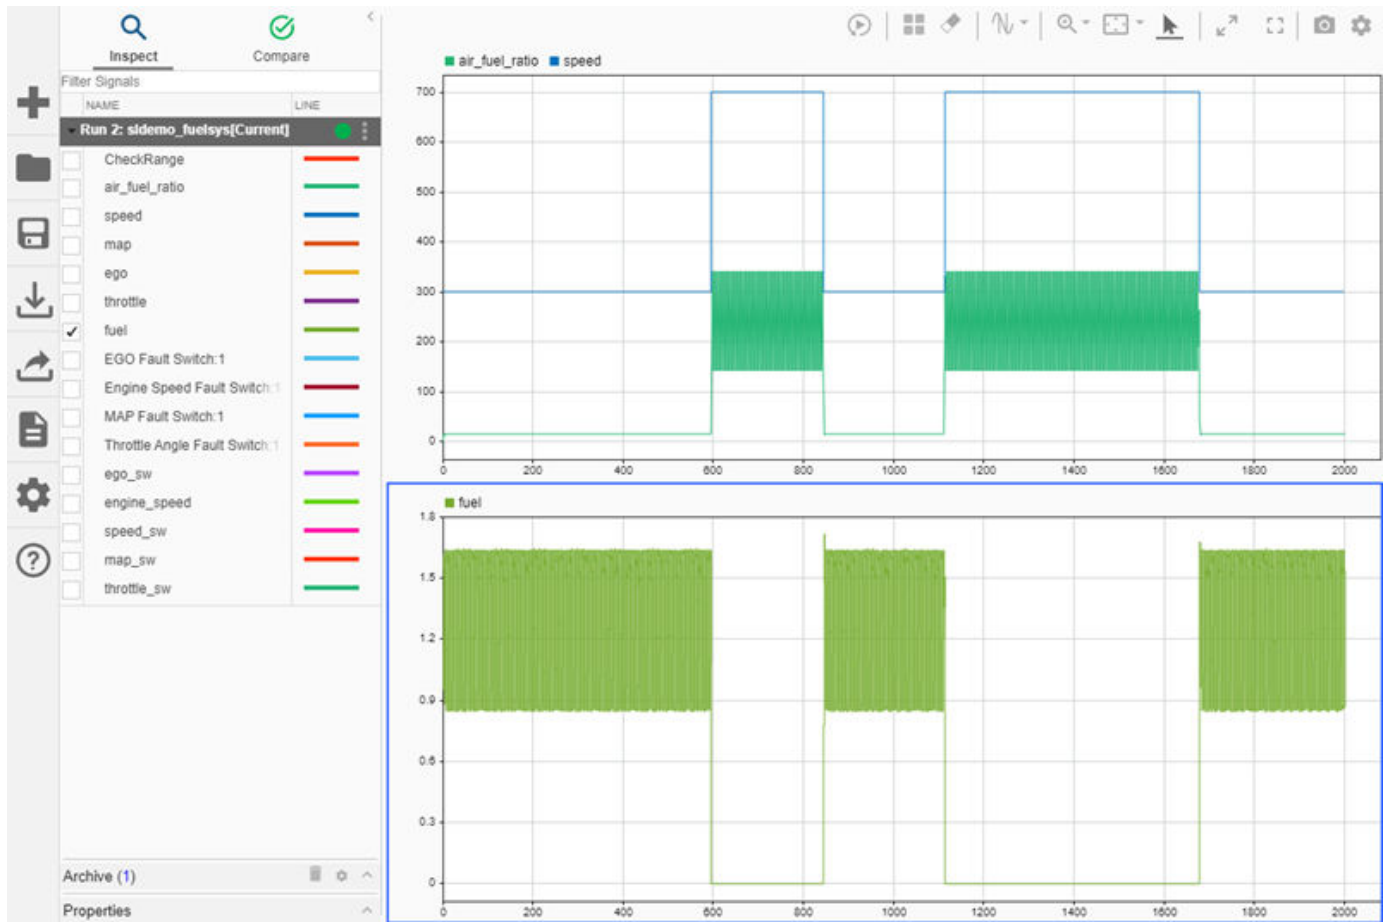 Inspect
Compare
Filter Signals
NAME LINE
Run 2: sldemo_fuelsys[Current]
CheckRange
air_fuel_ratio
speed
map
ego
throttle
fuel
EGO Fault Switch:1
Engine Speed Fault Switch:1
MAP Fault Switch:1
Throttle Angle Fault Switch:1
ego_sw
engine_speed
speed_sw
map_sw
throttle_sw
Archive (1)
Properties
air_fuel_ratio speed
700
600
500
400
300
200
100
0
0 200 400 600 800 1000 1200 1400 1600 1800 2000
fuel
1.8
1.5
1.2
0.9
0.6
0.3
0
0 200 400 600 800 1000 1200 1400 1600 1800 2000